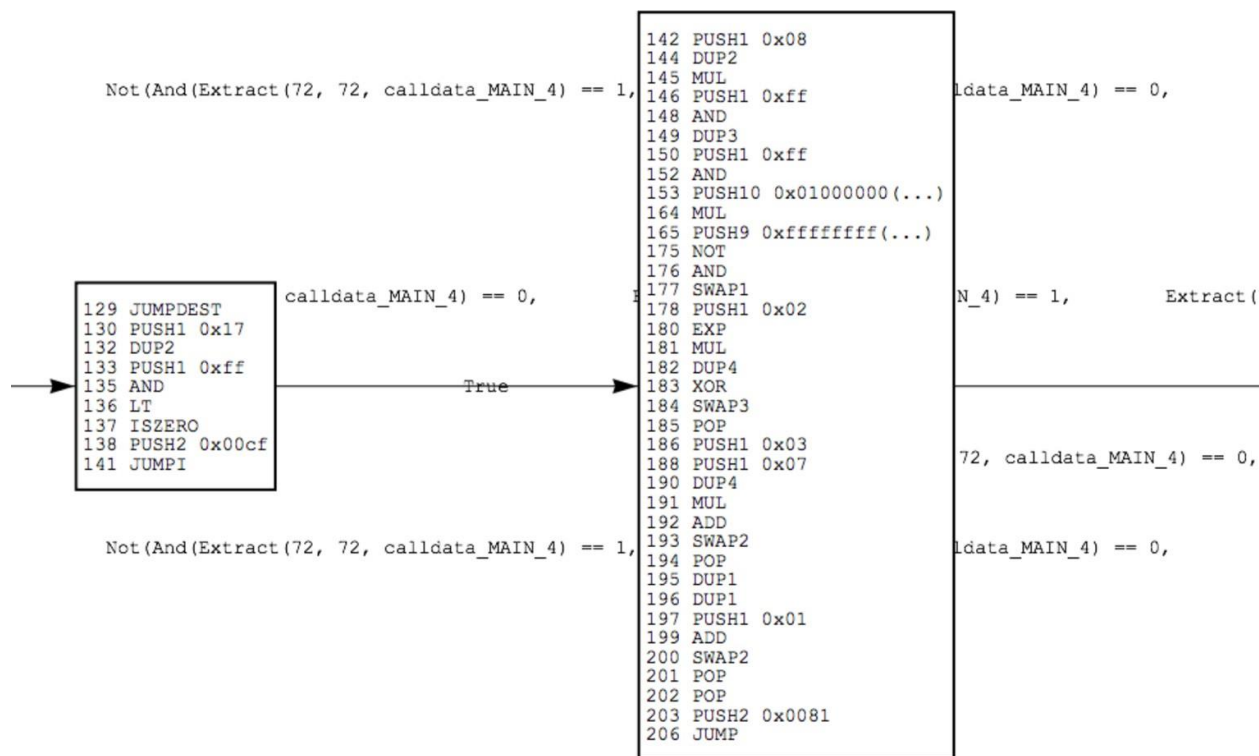 Not(And(Extract(72, 72, calldata_MAIN_4) == 1,
ldata_MAIN_4) == 0,
calldata_MAIN_4) == 0,
N_4) == 1,
Extract(
129 JUMPDEST
130 PUSH1 0x17
132 DUP2
133 PUSH1 0xff
135 AND
136 LT
137 ISZERO
138 PUSH2 0x00cf
141 JUMPI
True
142 PUSH1 0x08
144 DUP2
145 MUL
146 PUSH1 0xff
148 AND
149 DUP3
150 PUSH1 0xff
152 AND
153 PUSH10 0x01000000(...)
164 MUL
165 PUSH9 0xffffffff(...)
175 NOT
176 AND
177 SWAP1
178 PUSH1 0x02
180 EXP
181 MUL
182 DUP4
183 XOR
184 SWAP3
185 POP
186 PUSH1 0x03
188 PUSH1 0x07
190 DUP4
191 MUL
192 ADD
193 SWAP2
194 POP
195 DUP1
196 DUP1
197 PUSH1 0x01
199 ADD
200 SWAP2
201 POP
202 POP
203 PUSH2 0x0081
206 JUMP
72, calldata_MAIN_4) == 0,
Not(And(Extract(72, 72, calldata_MAIN_4) == 1,
ldata_MAIN_4) == 0,